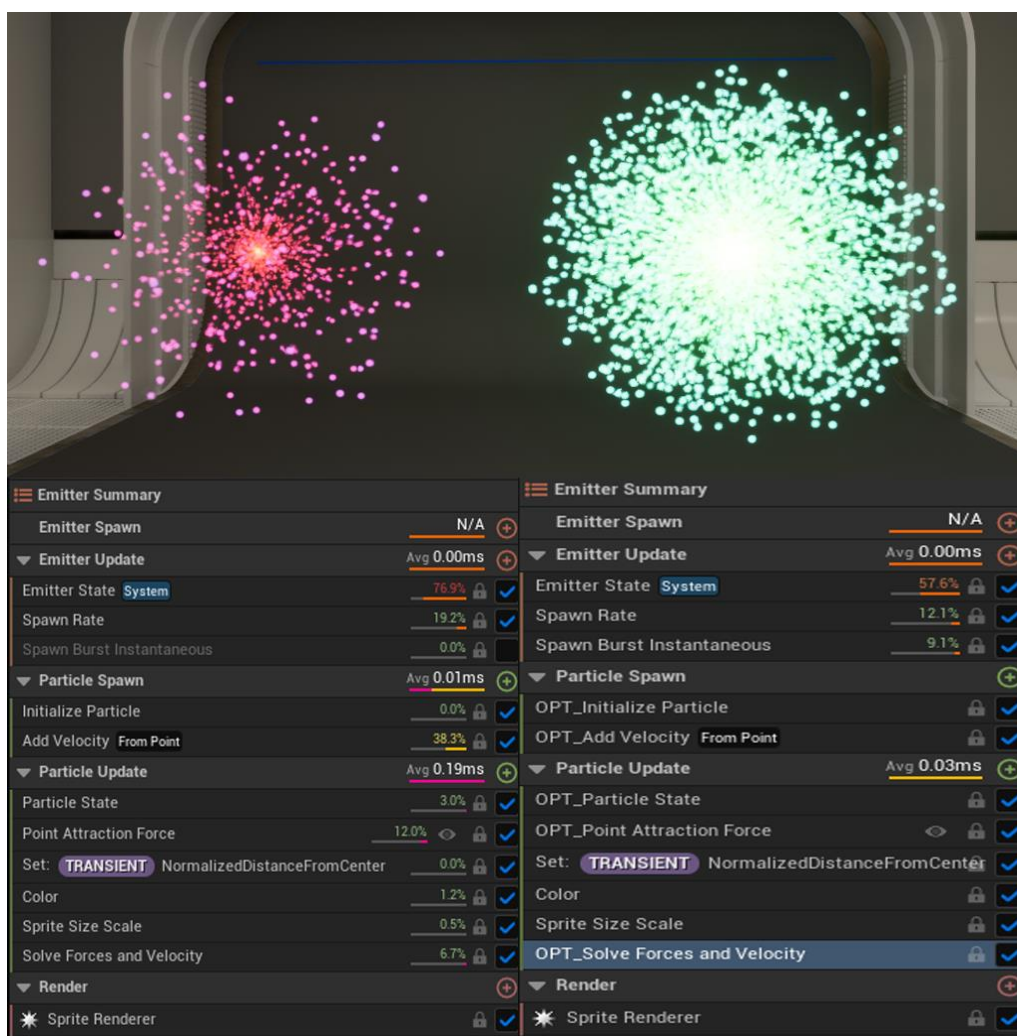 Emitter Summary
Emitter Spawn N/A
Emitter Update Avg 0.00ms
Emitter State System 76.9%
Spawn Rate 19.2%
Spawn Burst Instantaneous 0.0%
Particle Spawn Avg 0.01ms
Initialize Particle 0.0%
Add Velocity From Point 38.3%
Particle Update Avg 0.19ms
Particle State 3.0%
Point Attraction Force 12.0%
Set: TRANSIENT NormalizedDistanceFromCenter 0.0%
Color 1.2%
Sprite Size Scale 0.5%
Solve Forces and Velocity 6.7%
Render
Sprite Renderer
Emitter Summary
Emitter Spawn N/A
Emitter Update Avg 0.00ms
Emitter State System 57.6%
Spawn Rate 12.1%
Spawn Burst Instantaneous 9.1%
Particle Spawn
OPT_Initialize Particle
OPT_Add Velocity From Point
Particle Update Avg 0.03ms
OPT_Particle State
OPT_Point Attraction Force
Set: TRANSIENT NormalizedDistanceFromCenter
Color
Sprite Size Scale
OPT_Solve Forces and Velocity
Render
Sprite Renderer